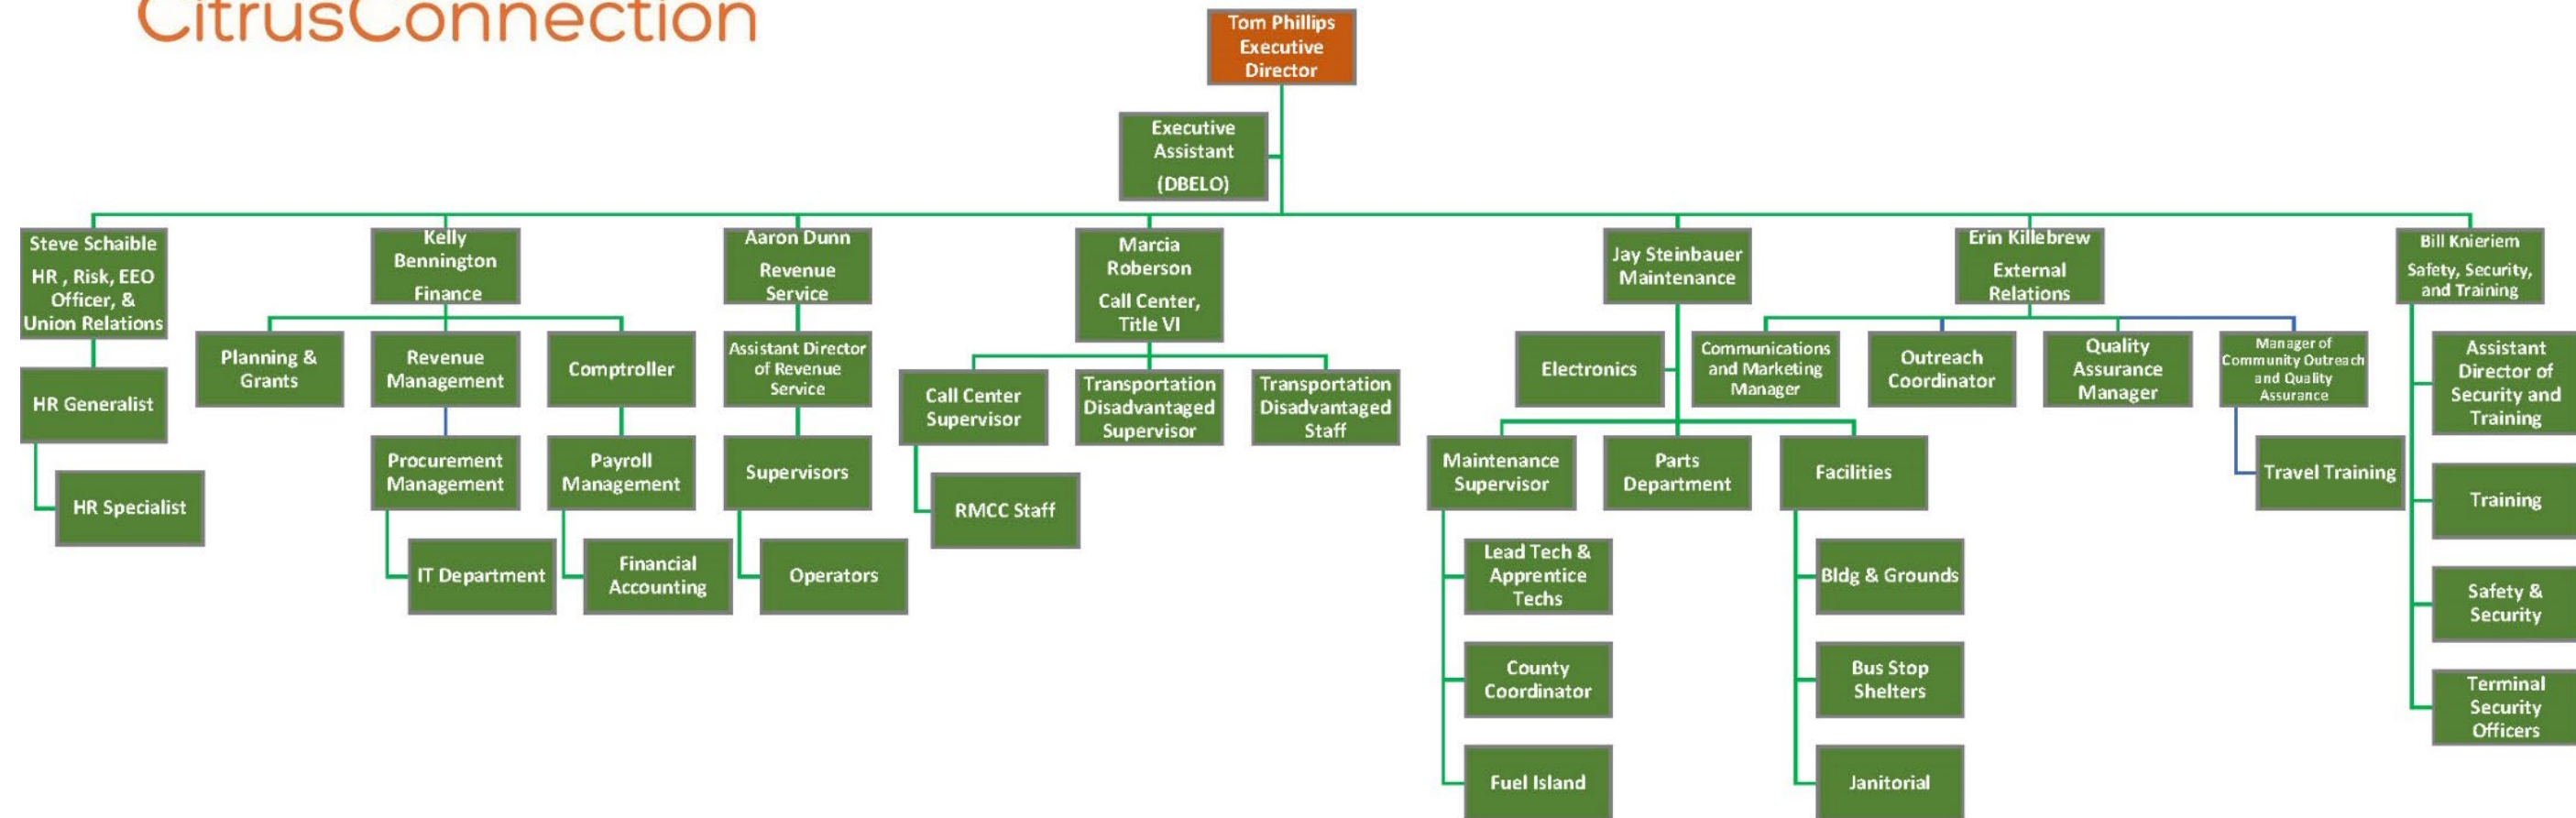 CitrusConnection
Tom Phillips
Executive
Director
Executive
Assistant
(DBELO)
Steve Schaible
HR , Risk, EEO
Officer, &
Union Relations
HR Generalist
HR Specialist
Kelly
Bennington
Finance
Planning &
Grants
Revenue
Management
Procurement
Management
IT Department
Comptroller
Payroll
Management
Financial
Accounting
Aaron Dunn
Revenue
Service
Assistant Director
of Revenue
Service
Supervisors
Operators
Marcia
Roberson
Call Center,
Title VI
Call Center
Supervisor
RMCC Staff
Transportation
Disadvantaged
Supervisor
Transportation
Disadvantaged
Staff
Jay Steinbauer
Maintenance
Electronics
Maintenance
Supervisor
Lead Tech &
Apprentice
Techs
County
Coordinator
Fuel Island
Parts
Department
Facilities
Bldg & Grounds
Bus Stop
Shelters
Janitorial
Erin Killebrew
External
Relations
Communications
and Marketing
Manager
Outreach
Coordinator
Quality
Assurance
Manager
Manager of
Community Outreach
and Quality
Assurance
Travel Training
Bill Knieriem
Safety, Security,
and Training
Assistant
Director of
Security and
Training
Training
Safety &
Security
Terminal
Security
Officers